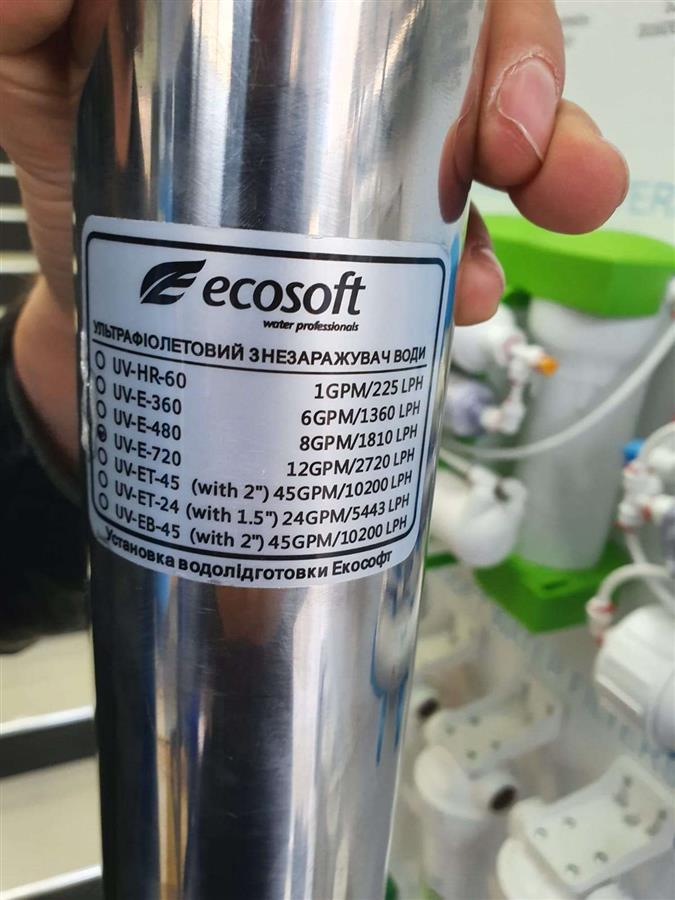 ecosoft
water professionals
УЛЬТРАФІОЛЕТОВИЙ ЗНЕЗАРАЖУВАЧ ВОДИ
UV-HR-60 1GPM/225 LPH
UV-E-360 6GPM/1360 LPH
UV-E-480 8GPM/1810 LPH
UV-E-720 12GPM/2720 LPH
UV-ET-45 (with 2") 45GPM/10200 LPH
UV-ET-24 (with 1.5") 24GPM/5443 LPH
UV-EB-45 (with 2") 45GPM/10200 LPH
Установка водолідготовки Екософт